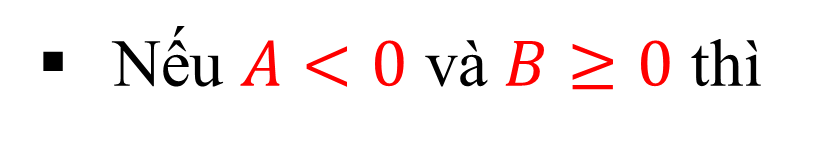 ▪ Nếu A < 0 và B ≥ 0 thì